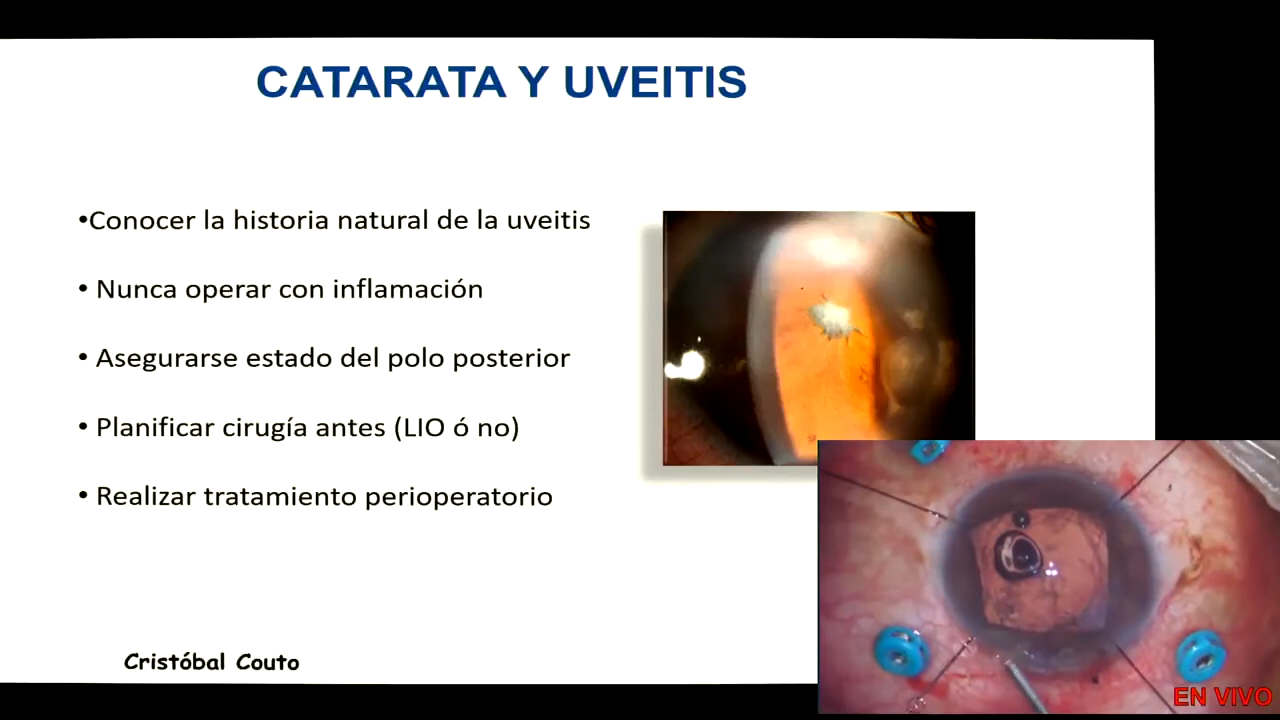 CATARATA Y UVEITIS
•Conocer la historia natural de la uveitis
• Nunca operar con inflamación
• Asegurarse estado del polo posterior
• Planificar cirugía antes (LIO ó no)
• Realizar tratamiento perioperatorio
Cristóbal Couto
EN VIVO